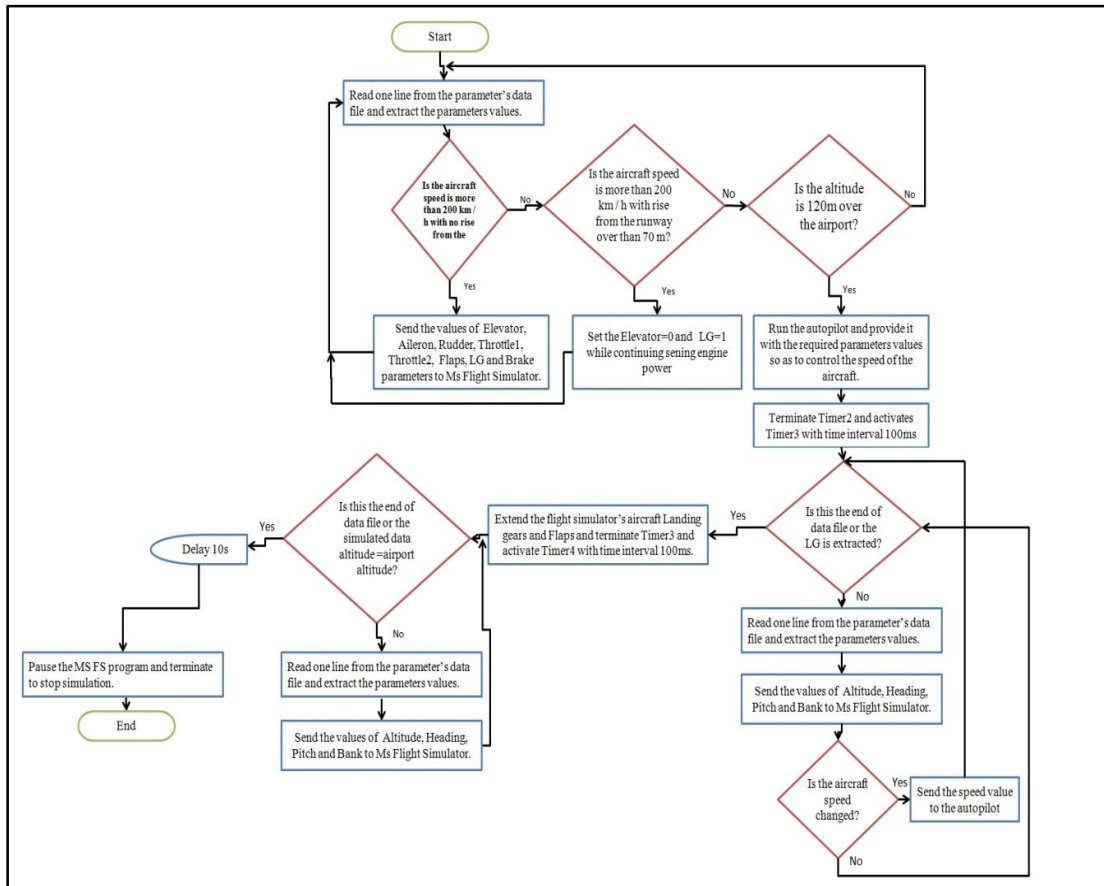 Start
Read one line from the parameter's data
file and extract the parameters values.
Is the aircraft
speed is more
than 200 km /
h with no rise
from the
No
Is the aircraft speed
is more than 200
km / h with rise
from the runway
over than 70 m?
No
Is the altitude
is 120m over
the airport?
No
Yes
Yes
Yes
Send the values of Elevator,
Aileron, Rudder, Throttle1,
Throttle2, Flaps, LG and Brake
parameters to Ms Flight Simulator.
Set the Elevator=0 and LG=1
while continuing sening engine
power
Run the autopilot and provide it
with the required parameters values
so as to control the speed of the
aircraft.
Terminate Timer2 and activates
Timer3 with time interval 100ms
Is this the end of
data file or the
LG is extracted?
Yes
Extend the flight simulator's aircraft Landing
gears and Flaps and terminate Timer3 and
activate Timer4 with time interval 100ms.
Is this the end of
data file or the
simulated data
altitude =airport
altitude?
Yes
Delay 10s
No
No
Read one line from the parameter's data
file and extract the parameters values.
Send the values of Altitude, Heading,
Pitch and Bank to Ms Flight Simulator.
Is the aircraft
speed
changed?
Yes
Send the speed value
to the autopilot
No
Read one line from the parameter's data
file and extract the parameters values.
Send the values of Altitude, Heading,
Pitch and Bank to Ms Flight Simulator.
Pause the MS FS program and terminate
to stop simulation.
End